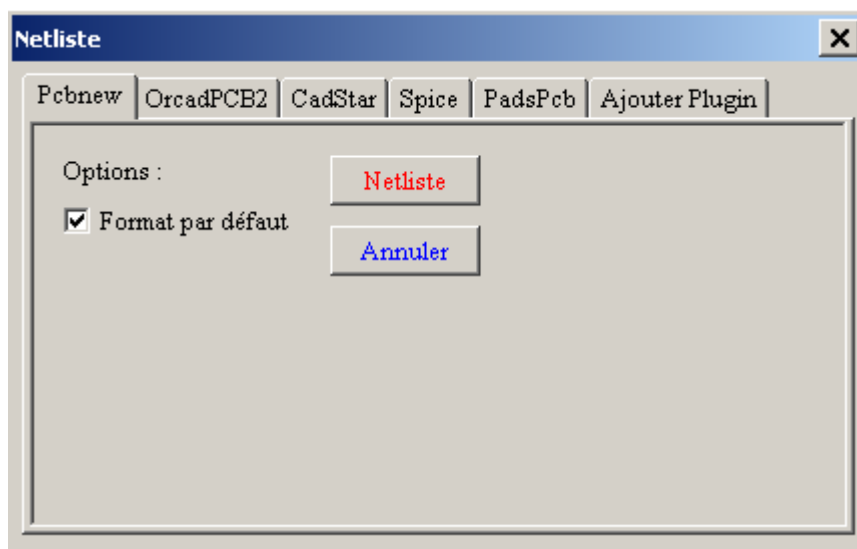 Netliste
Pcbnew OrcadPCB2 CadStar Spice PadsPcb Ajouter Plugin
Options : Netliste
Format par défaut
Annuler